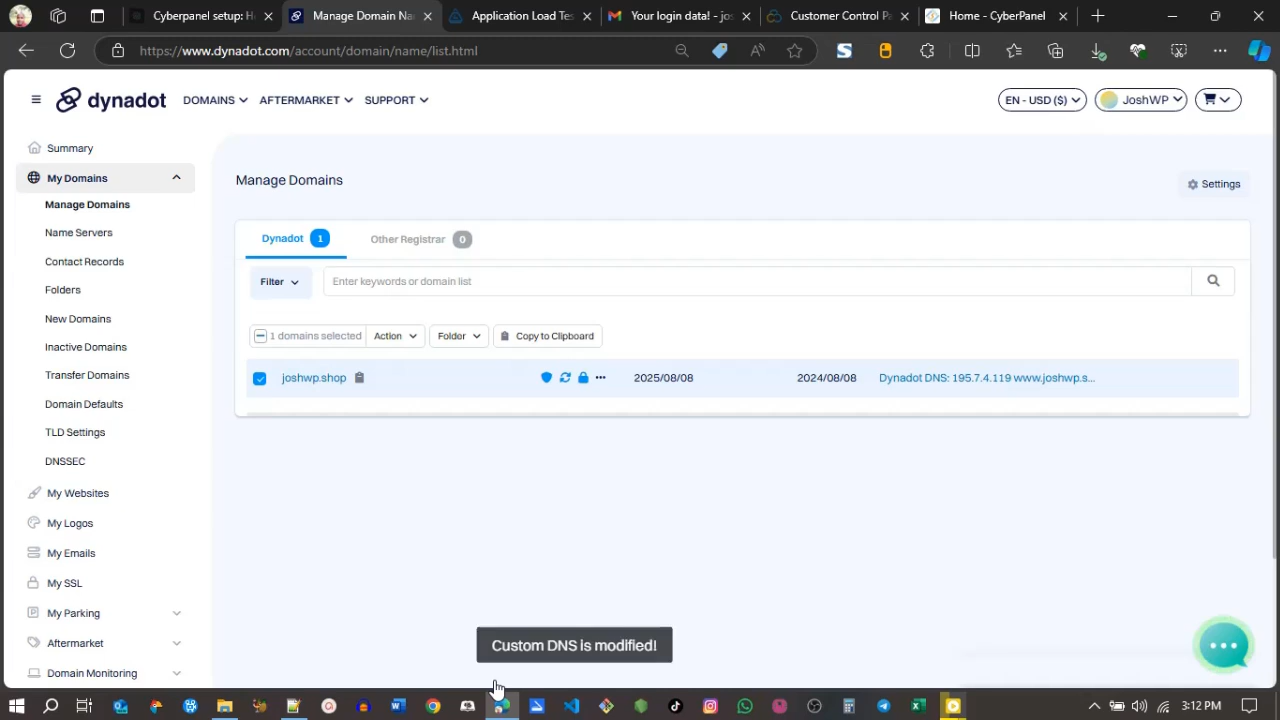 Cyberpanel setup: H
Manage Domain Na
Application Load Tes
Your login data - jos
Customer Control Pa
Home - CyberPanel
https://www.dynadot.com/account/domain/name/list.html
dynadot
DOMAINS
AFTERMARKET
SUPPORT
EN - USD ($)
JoshWP
Summary
My Domains
Manage Domains
Name Servers
Contact Records
Folders
New Domains
Inactive Domains
Transfer Domains
Domain Defaults
TLD Settings
DNSSEC
My Websites
My Logos
My Emails
My SSL
My Parking
Aftermarket
Domain Monitoring
Manage Domains
Settings
Dynadot 1
Other Registrar 0
Filter
Enter keywords or domain list
1 domains selected
Action
Folder
Copy to Clipboard
joshwp.shop
2025/08/08
2024/08/08
Dynadot DNS: 195.7.4.119 www.joshwp.s...
Custom DNS is modified!
3:12 PM